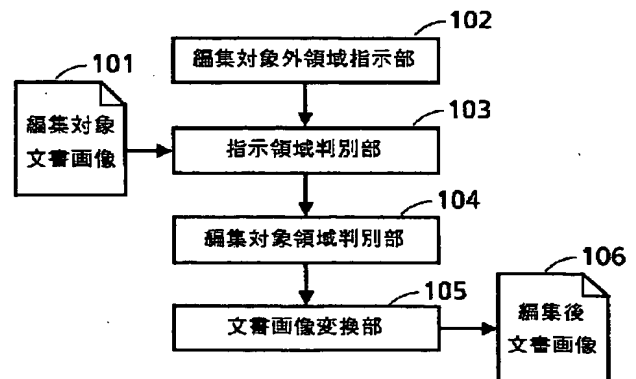 102
編集対象外領域指示部
101
編集対象
文書画像
103
指示領域判別部
104
編集対象領域判別部
105
文書画像変換部
106
編集後
文書画像